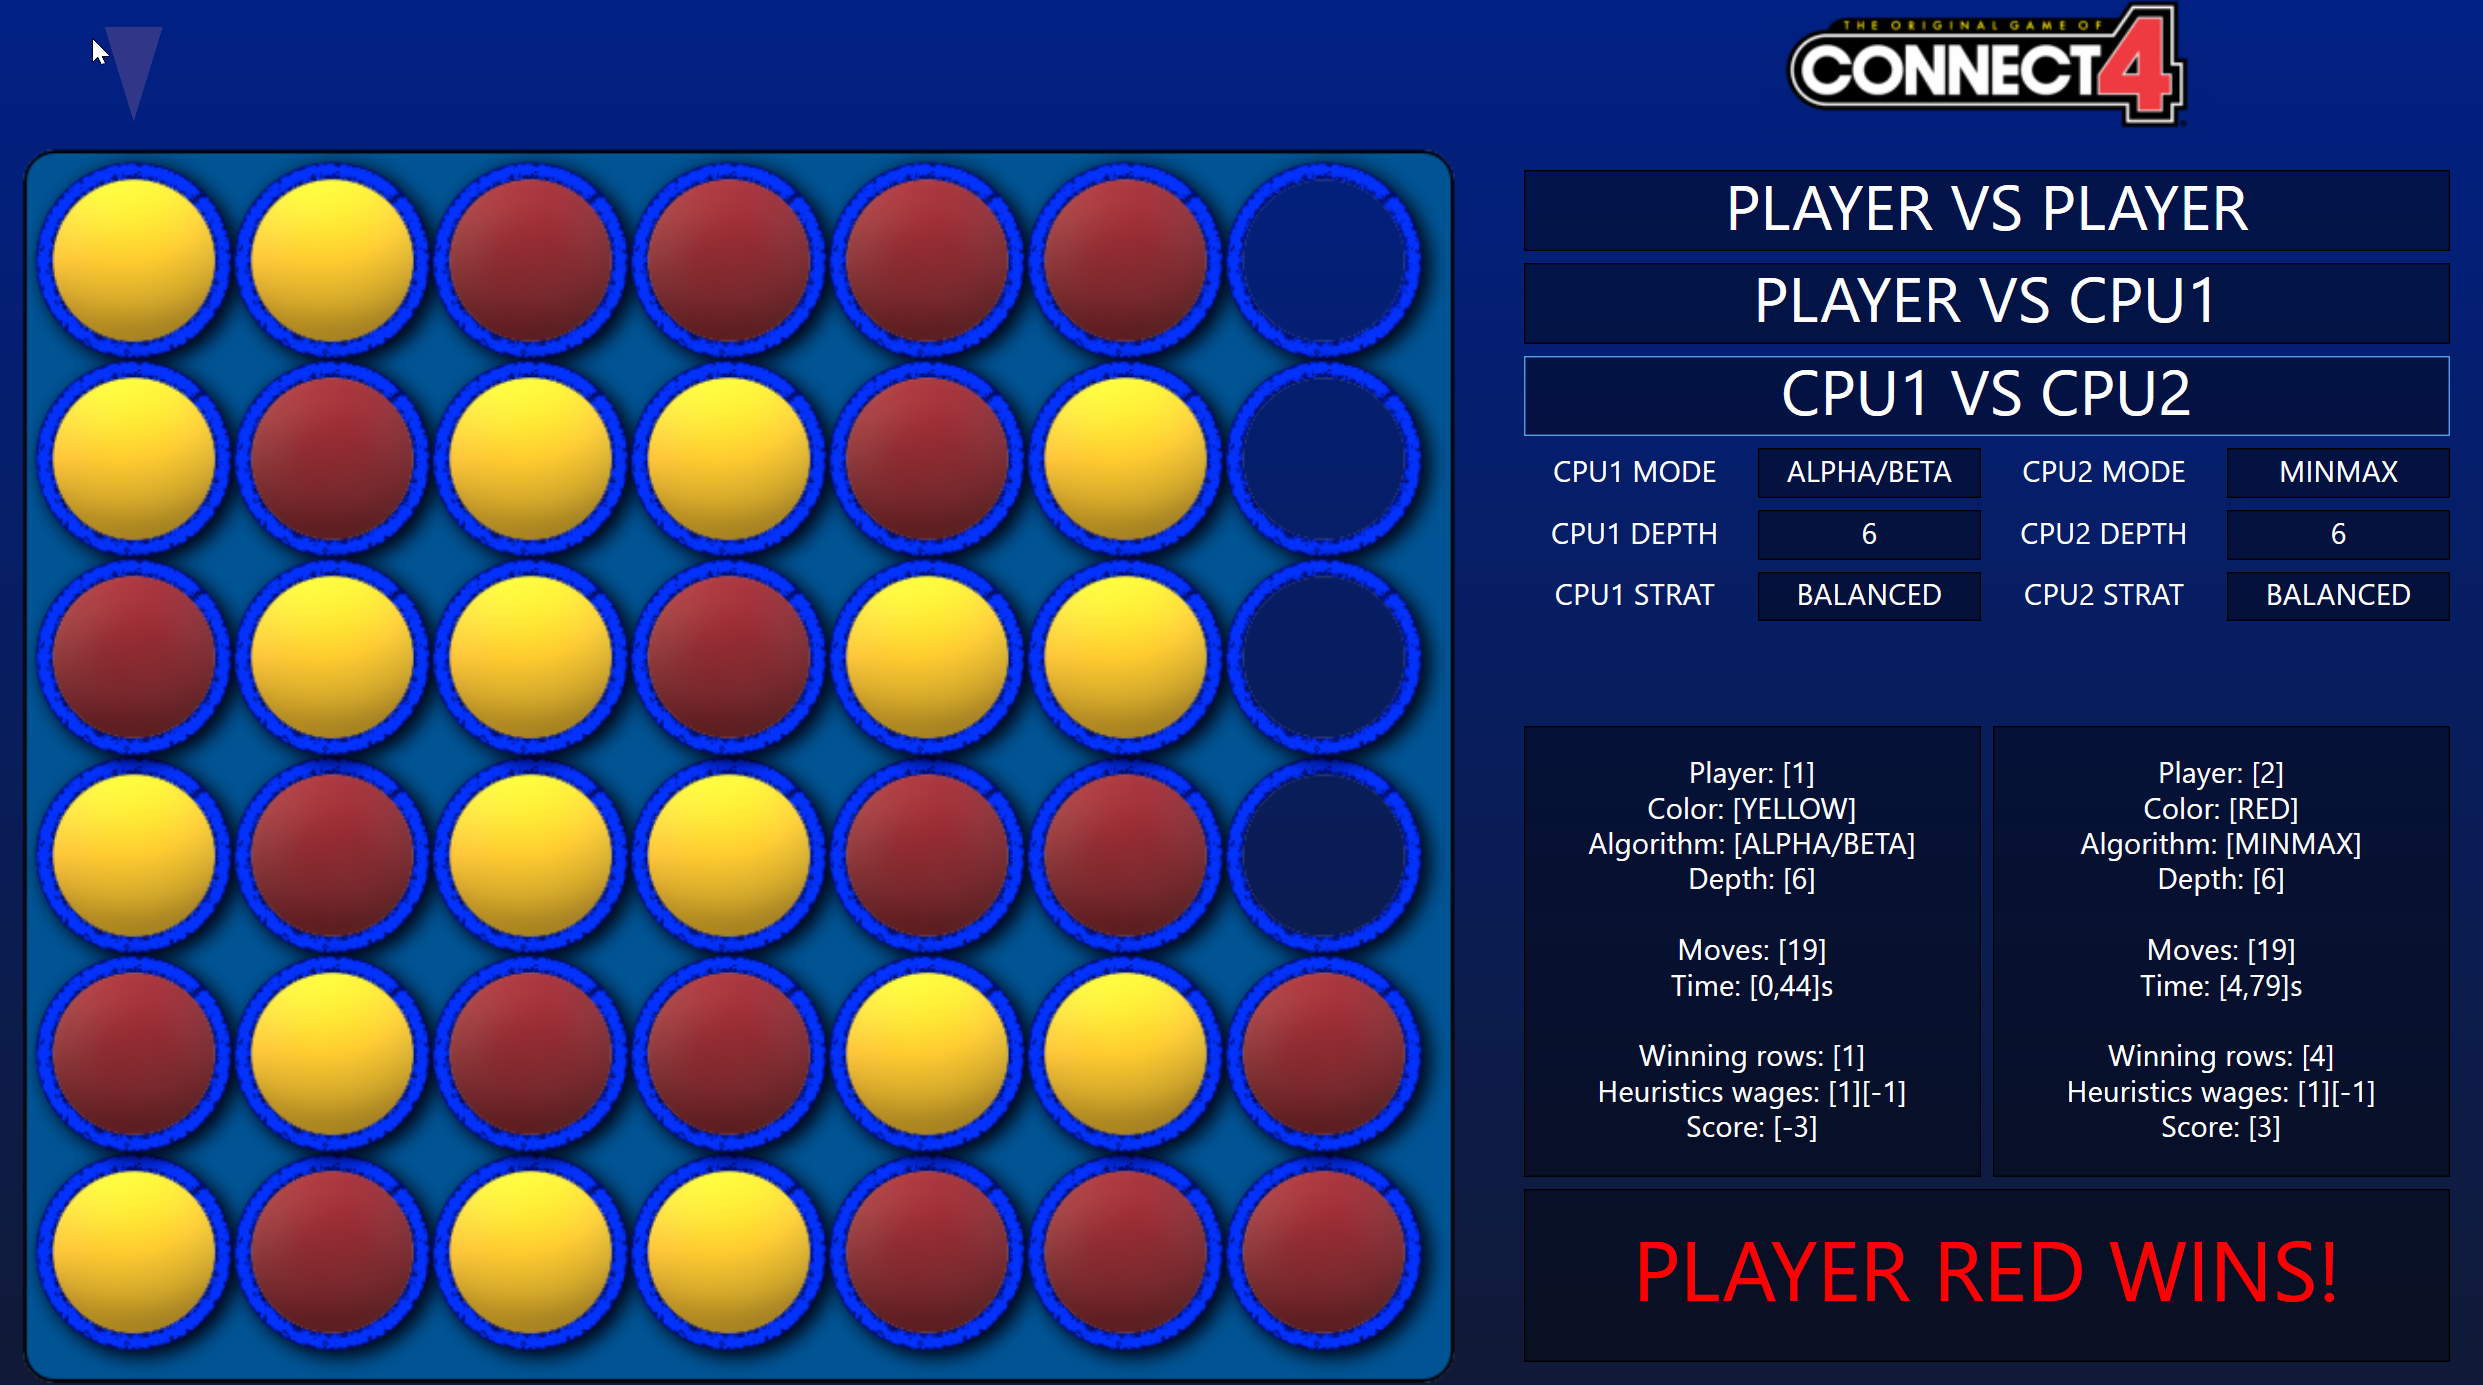 THE ORIGINAL GAME OF
CONNECT4
PLAYER VS PLAYER
PLAYER VS CPU1
CPU1 VS CPU2
CPU1 MODE ALPHA/BETA CPU2 MODE MINMAX
CPU1 DEPTH 6 CPU2 DEPTH 6
CPU1 STRAT BALANCED CPU2 STRAT BALANCED
Player: [1]
Color: [YELLOW]
Algorithm: [ALPHA/BETA]
Depth: [6]
Moves: [19]
Time: [0,44]s
Winning rows: [1]
Heuristics wages: [1][-1]
Score: [-3]
Player: [2]
Color: [RED]
Algorithm: [MINMAX]
Depth: [6]
Moves: [19]
Time: [4,79]s
Winning rows: [4]
Heuristics wages: [1][-1]
Score: [3]
PLAYER RED WINS!